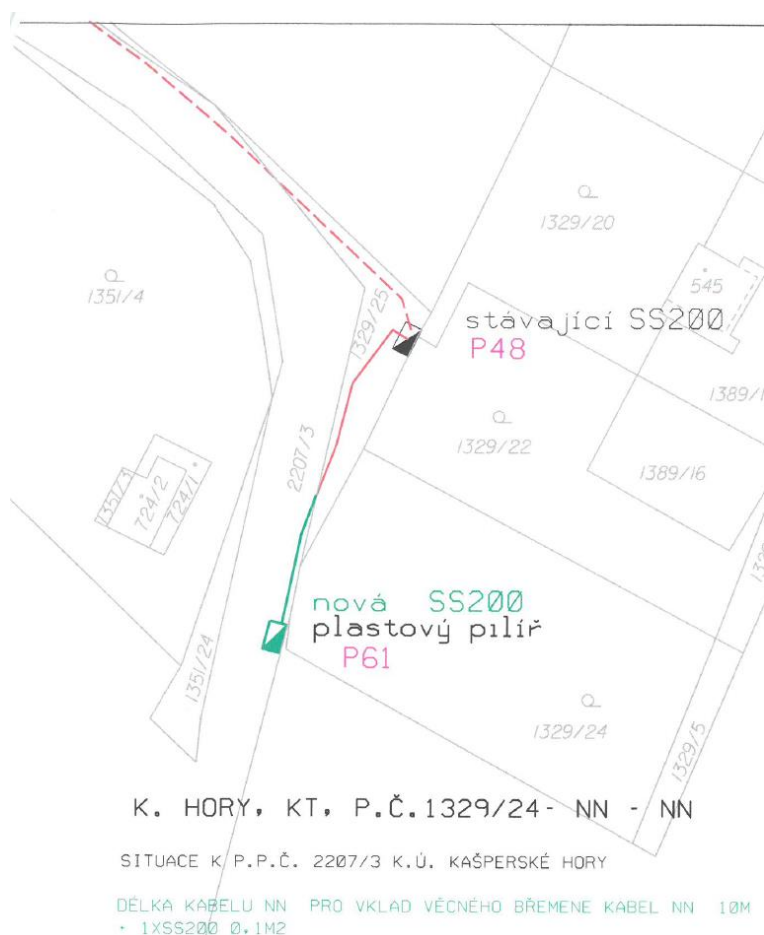 1329/20
1351/4
545
1329/25
stávající SS200
P48
1389/1
1329/22
2207/3
1389/16
1351/3
724/2
724/1
nová SS200
plastový pilíř
P61
1351/24
1329/24
1329/5
K. HORY, KT, P.Č.1329/24- NN - NN
SITUACE K P.P.Č. 2207/3 K.Ú. KAŠPERSKÉ HORY
DÉLKA KABELU NN PRO VKLAD VĚCNÉHO BŘEMENE KABEL NN 10M
• 1XSS200 0.1M2